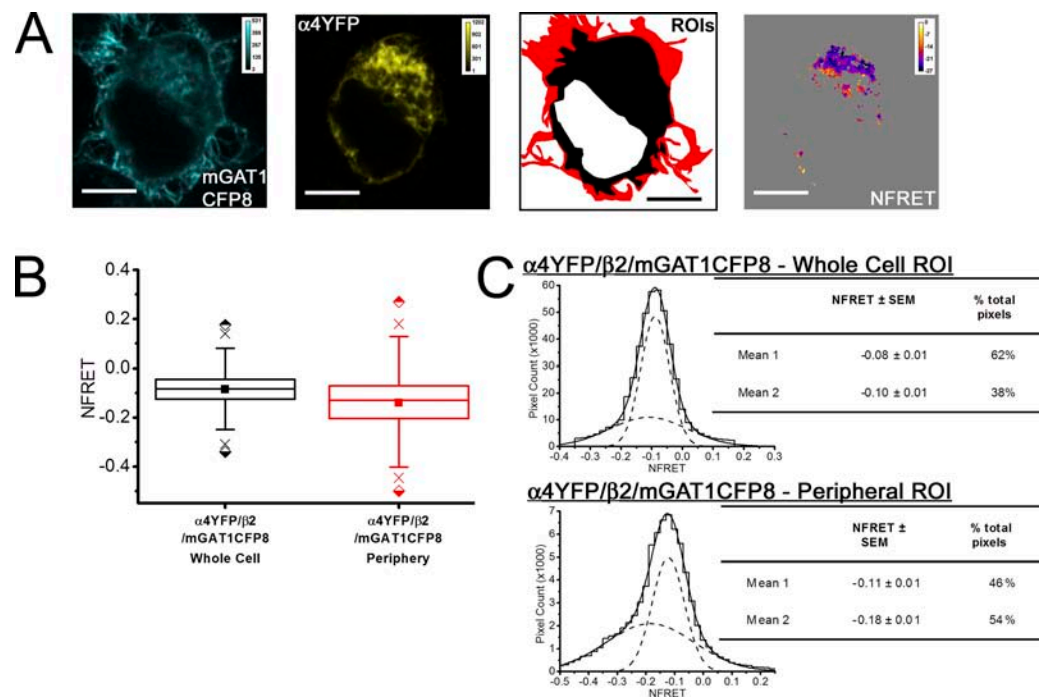 A
α4YFP
ROIs
mGAT1
CFP8
NFRET
B
NFRET
0.4
0.2
0.0
-0.2
-0.4
α4YFP/β2
/mGAT1CFP8
Whole Cell
α4YFP/β2
/mGAT1CFP8
Periphery
C
α4YFP/β2/mGAT1CFP8 - Whole Cell ROI
Pixel Count (x1000)
60
50
40
30
20
10
0
-0.4 -0.3 -0.2 -0.1 0.0 0.1 0.2 0.3
NFRET
NFRET ± SEM % total
pixels
Mean 1 -0.08 ± 0.01 62%
Mean 2 -0.10 ± 0.01 38%
α4YFP/β2/mGAT1CFP8 - Peripheral ROI
Pixel Count (x1000)
7
6
5
4
3
2
1
0
-0.5 -0.4 -0.3 -0.2 -0.1 0.0 0.1 0.2
NFRET
NFRET ±
SEM
% total
pixels
Mean 1 -0.11 ± 0.01 46%
Mean 2 -0.18 ± 0.01 54%